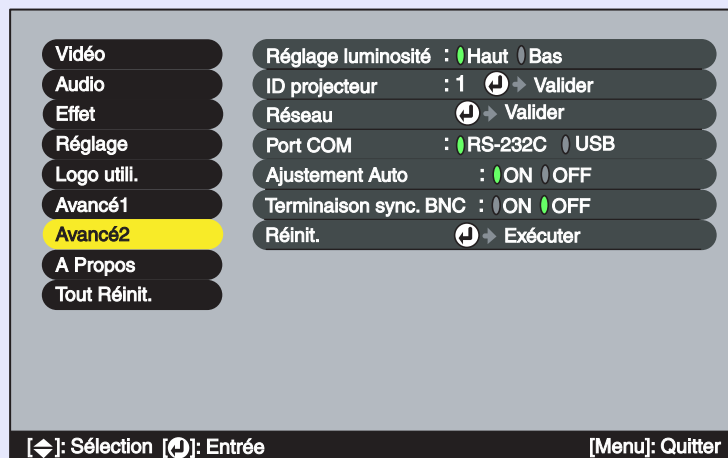 Vidéo
Audio
Effet
Réglage
Logo utili.
Avancé1
Avancé2
A Propos
Tout Réinit.
Réglage luminosité : Haut Bas
ID projecteur : 1 Valider
Réseau Valider
Port COM : RS-232C USB
Ajustement Auto : ON OFF
Terminaison sync. BNC : ON OFF
Réinit. Exécuter
[ ]: Sélection [ ]: Entrée [Menu]: Quitter